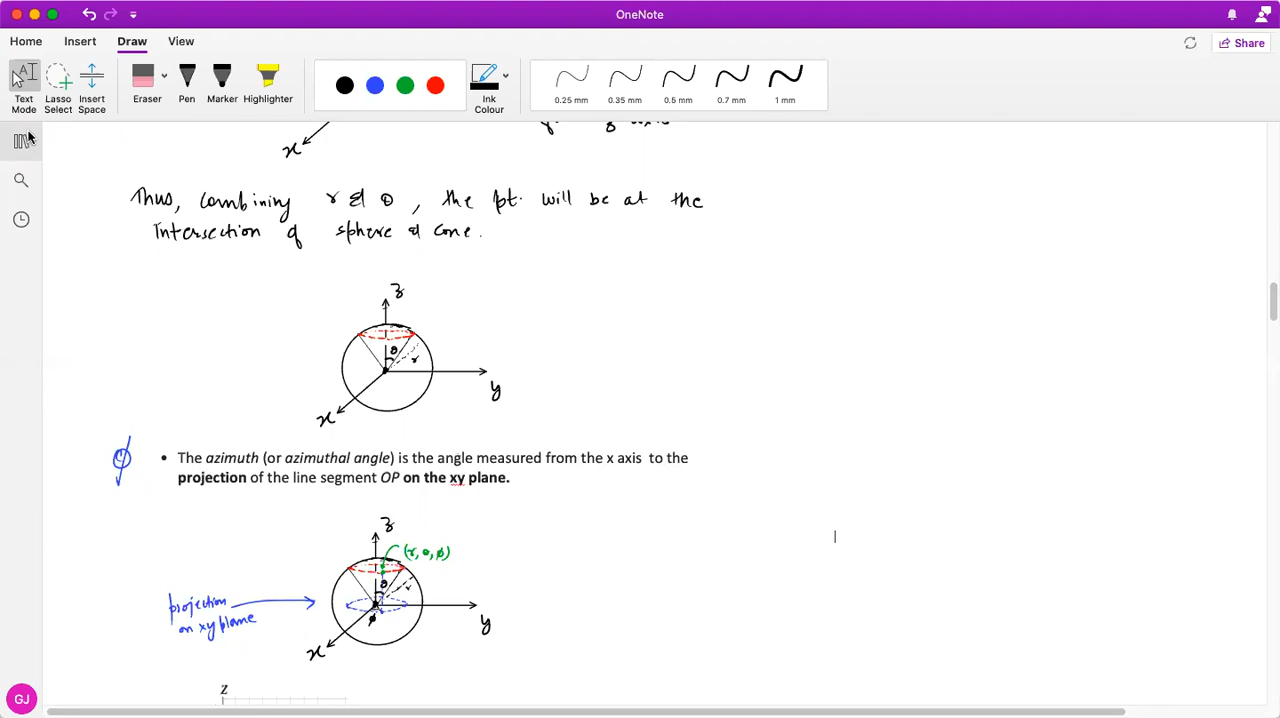 OneNote
Home Insert Draw View
Share
Text Mode
Lasso Select
Insert Space
Eraser
Pen
Marker
Highlighter
Ink Colour
0.25 mm 0.35 mm 0.5 mm 0.7 mm 1 mm
axis
x
Thus, combining r & θ, the pt. will be at the
intersection of sphere & cone.
z
θ
r
y
x
φ
• The azimuth (or azimuthal angle) is the angle measured from the x axis to the
projection of the line segment OP on the xy plane.
z
(r, θ, φ)
θ
r
projection
on xy plane
φ
y
x
Z
GJ